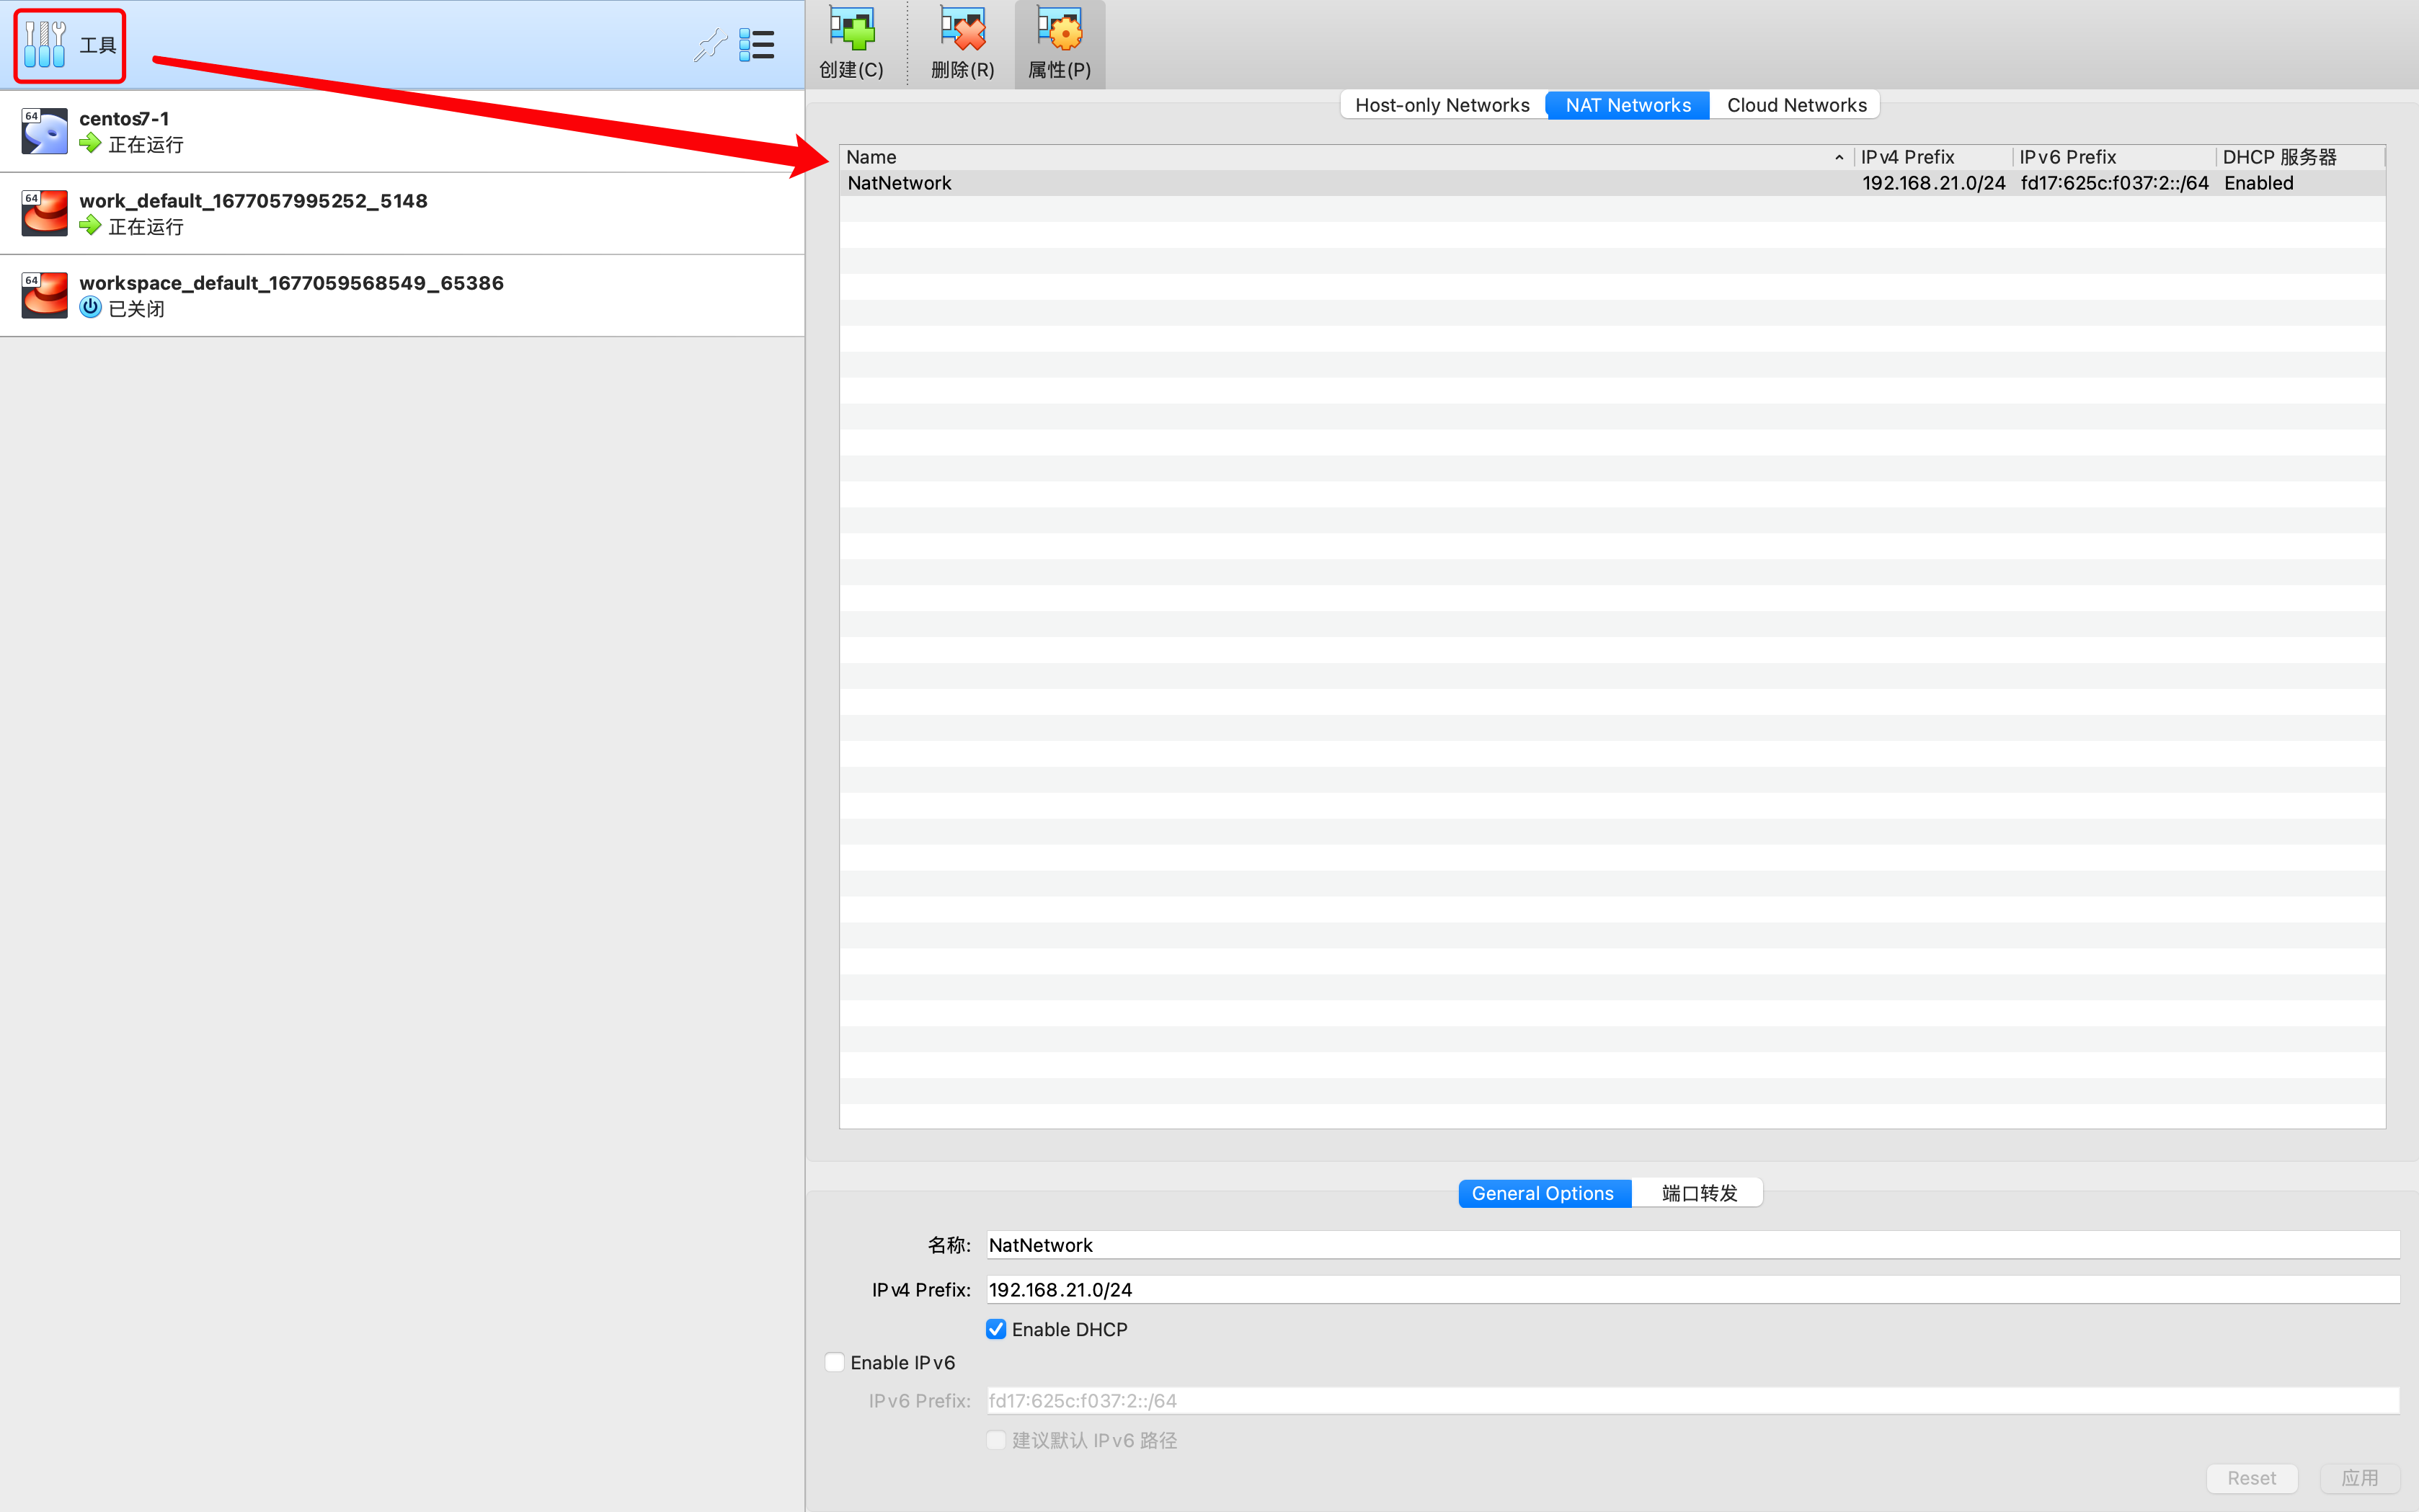 工具
64
centos7-1
正在运行
64
work_default_1677057995252_5148
正在运行
64
workspace_default_1677059568549_65386
已关闭
创建(C)
删除(R)
属性(P)
Host-only Networks NAT Networks Cloud Networks
Name IPv4 Prefix IPv6 Prefix DHCP 服务器
NatNetwork 192.168.21.0/24 fd17:625c:f037:2::/64 Enabled
General Options 端口转发
名称: NatNetwork
IPv4 Prefix: 192.168.21.0/24
Enable DHCP
Enable IPv6
IPv6 Prefix: fd17:625c:f037:2::/64
建议默认 IPv6 路径
Reset 应用